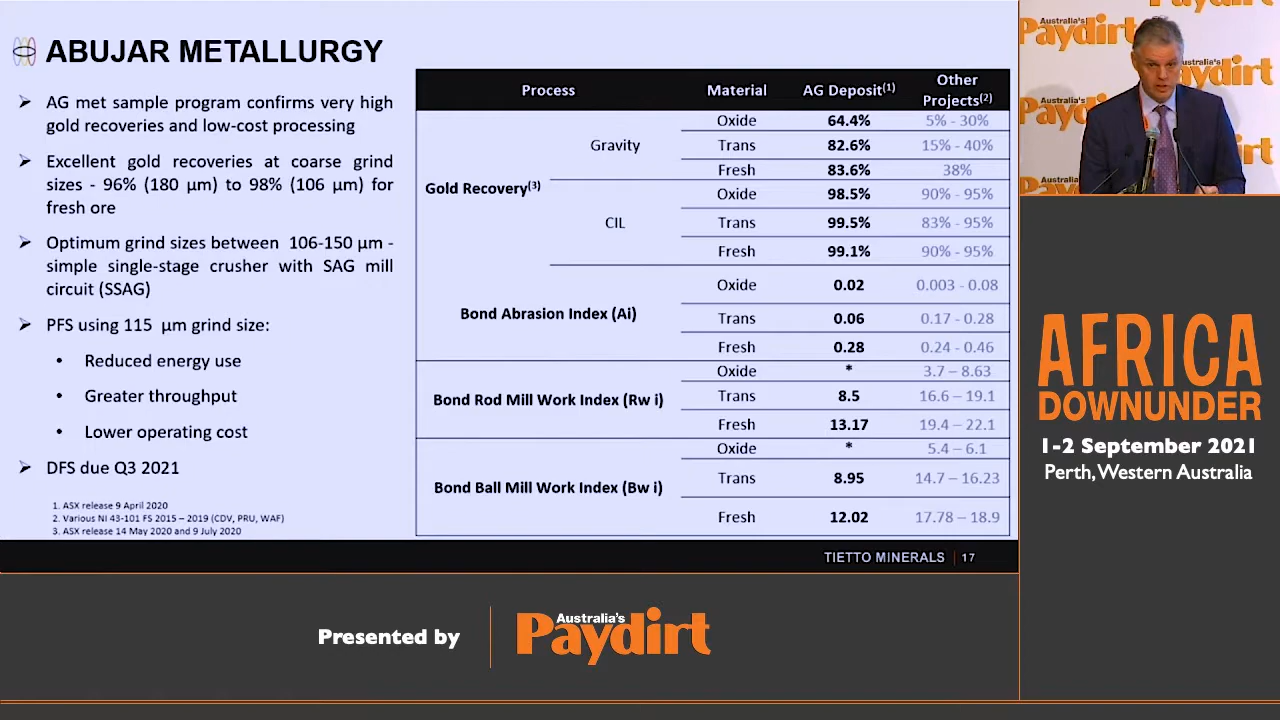 ABUJAR METALLURGY
➢ AG met sample program confirms very high
gold recoveries and low-cost processing
➢ Excellent gold recoveries at coarse grind
sizes - 96% (180 µm) to 98% (106 µm) for
fresh ore
➢ Optimum grind sizes between 106-150 µm -
simple single-stage crusher with SAG mill
circuit (SSAG)
➢ PFS using 115 µm grind size:
• Reduced energy use
• Greater throughput
• Lower operating cost
➢ DFS due Q3 2021
1. ASX release 9 April 2020
2. Various NI 43-101 FS 2015 – 2019 (CDV, PRU, WAF)
3. ASX release 14 May 2020 and 9 July 2020
Process Material AG Deposit(1) Other Projects(2)
Gold Recovery(3)
Gravity
Oxide 64.4% 5% - 30%
Trans 82.6% 15% - 40%
Fresh 83.6% 38%
CIL
Oxide 98.5% 90% - 95%
Trans 99.5% 83% - 95%
Fresh 99.1% 90% - 95%
Bond Abrasion Index (Ai)
Oxide 0.02 0.003 - 0.08
Trans 0.06 0.17 - 0.28
Fresh 0.28 0.24 - 0.46
Bond Rod Mill Work Index (Rw i)
Oxide * 3.7 – 8.63
Trans 8.5 16.6 – 19.1
Fresh 13.17 19.4 – 22.1
Bond Ball Mill Work Index (Bw i)
Oxide * 5.4 – 6.1
Trans 8.95 14.7 – 16.23
Fresh 12.02 17.78 – 18.9
TIETTO MINERALS | 17
Australia's
Paydirt
AFRICA
DOWNUNDER
1-2 September 2021
Perth, Western Australia
Presented by
Australia's
Paydirt